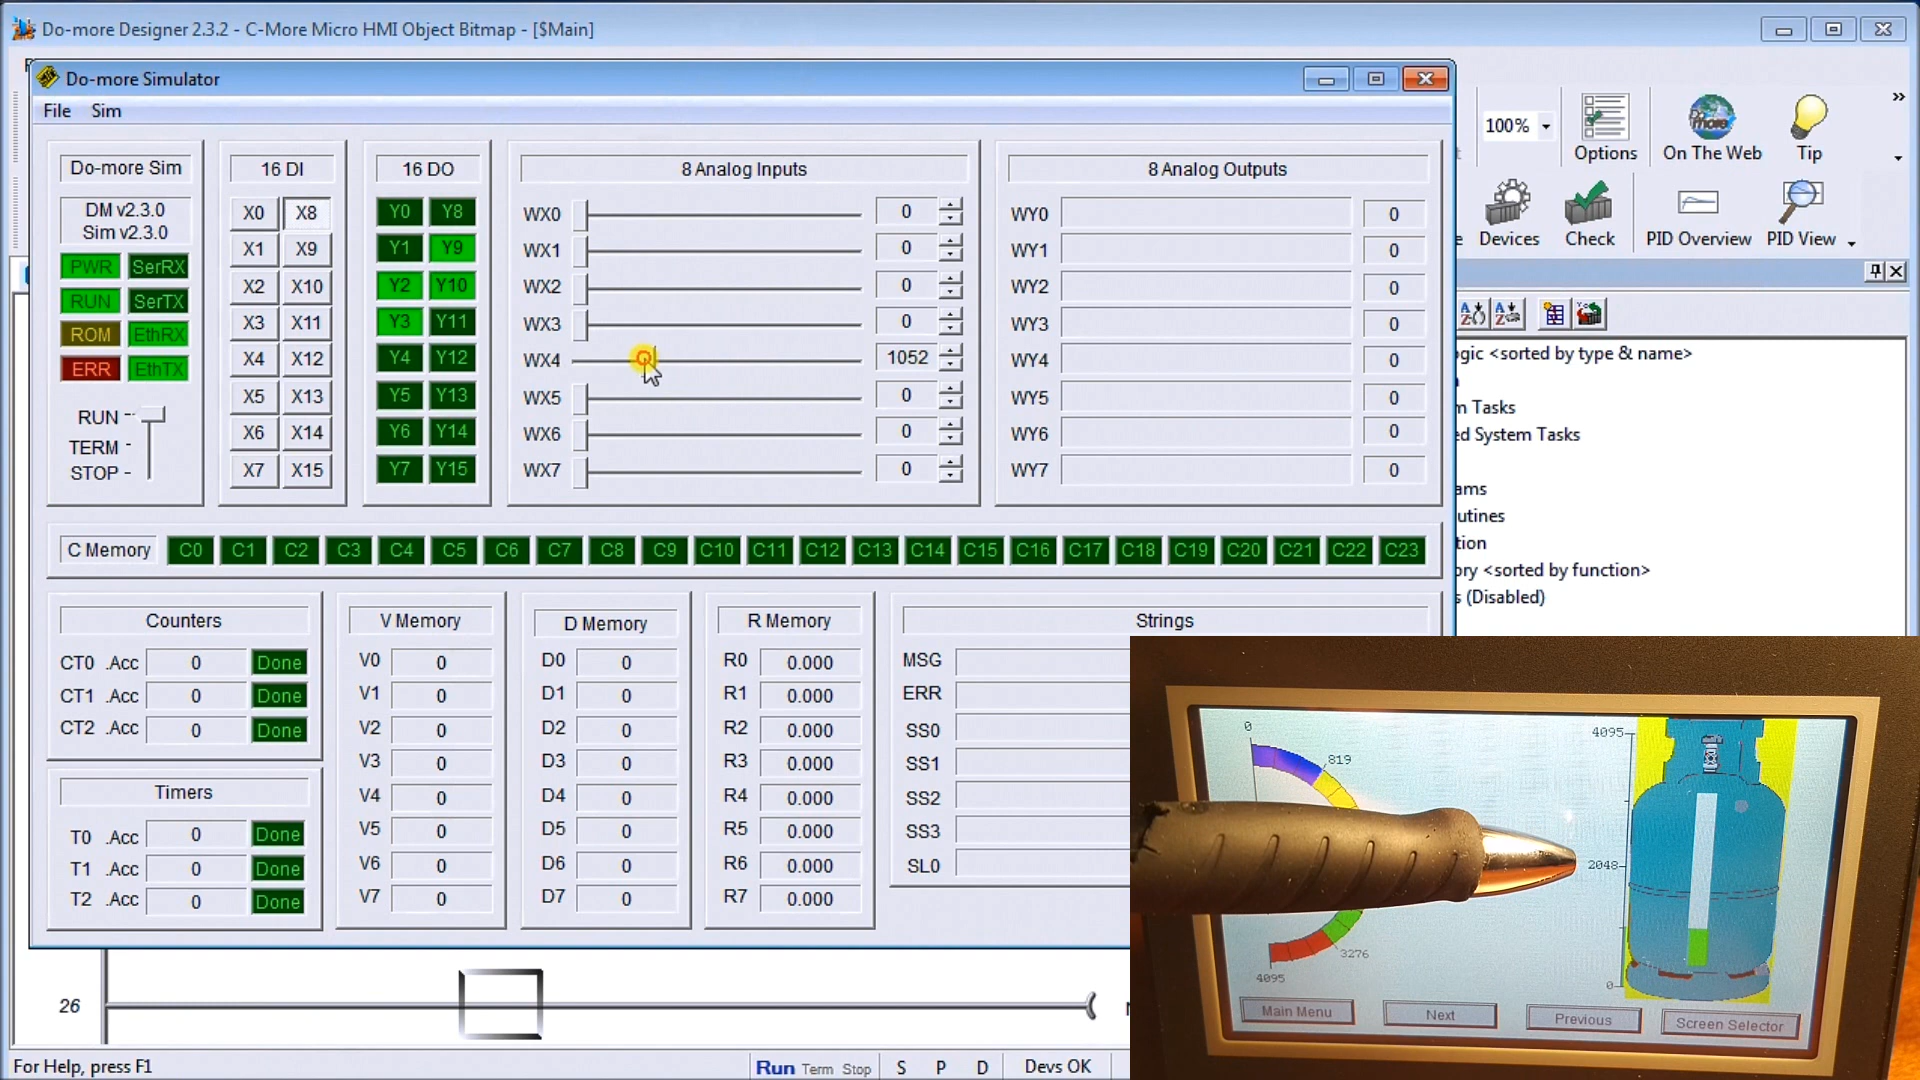 Do-more Designer 2.3.2 - C-More Micro HMI Object Bitmap - [$Main]
Do-more Simulator
File Sim
100%
Options On The Web Tip
Devices Check PID Overview PID View
Do-more Sim
DM v2.3.0
Sim v2.3.0
PWR SerRX
RUN SerTX
ROM EthRX
ERR EthTX
RUN
TERM
STOP
16 DI
X0 X8
X1 X9
X2 X10
X3 X11
X4 X12
X5 X13
X6 X14
X7 X15
16 DO
Y0 Y8
Y1 Y9
Y2 Y10
Y3 Y11
Y4 Y12
Y5 Y13
Y6 Y14
Y7 Y15
8 Analog Inputs
WX0 0
WX1 0
WX2 0
WX3 0
WX4 1052
WX5 0
WX6 0
WX7 0
8 Analog Outputs
WY0 0
WY1 0
WY2 0
WY3 0
WY4 0
WY5 0
WY6 0
WY7 0
<sorted by type & name>
Tasks
System Tasks
<sorted by function>
(Disabled)
C Memory C0 C1 C2 C3 C4 C5 C6 C7 C8 C9 C10 C11 C12 C13 C14 C15 C16 C17 C18 C19 C20 C21 C22 C23
Counters
CT0 .Acc 0 Done
CT1 .Acc 0 Done
CT2 .Acc 0 Done
Timers
T0 .Acc 0 Done
T1 .Acc 0 Done
T2 .Acc 0 Done
V Memory
V0 0
V1 0
V2 0
V3 0
V4 0
V5 0
V6 0
V7 0
D Memory
D0 0
D1 0
D2 0
D3 0
D4 0
D5 0
D6 0
D7 0
R Memory
R0 0.000
R1 0.000
R2 0.000
R3 0.000
R4 0.000
R5 0.000
R6 0.000
R7 0.000
Strings
MSG
ERR
SS0
SS1
SS2
SS3
SL0
0
819
3276
4095
4095
2048
0
Main Menu Next Previous Screen Selector
26
For Help, press F1
Run Term Stop S P D Devs OK